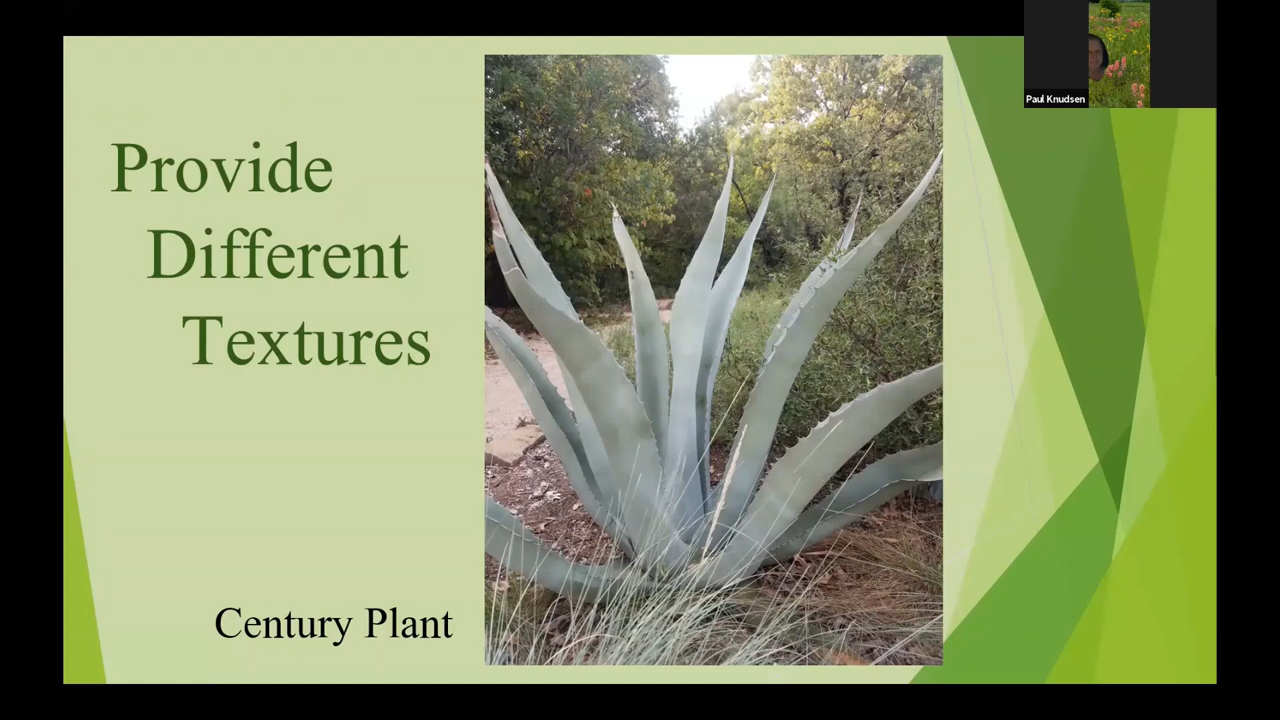 Provide
Different
Textures
Century Plant
Paul Knudsen